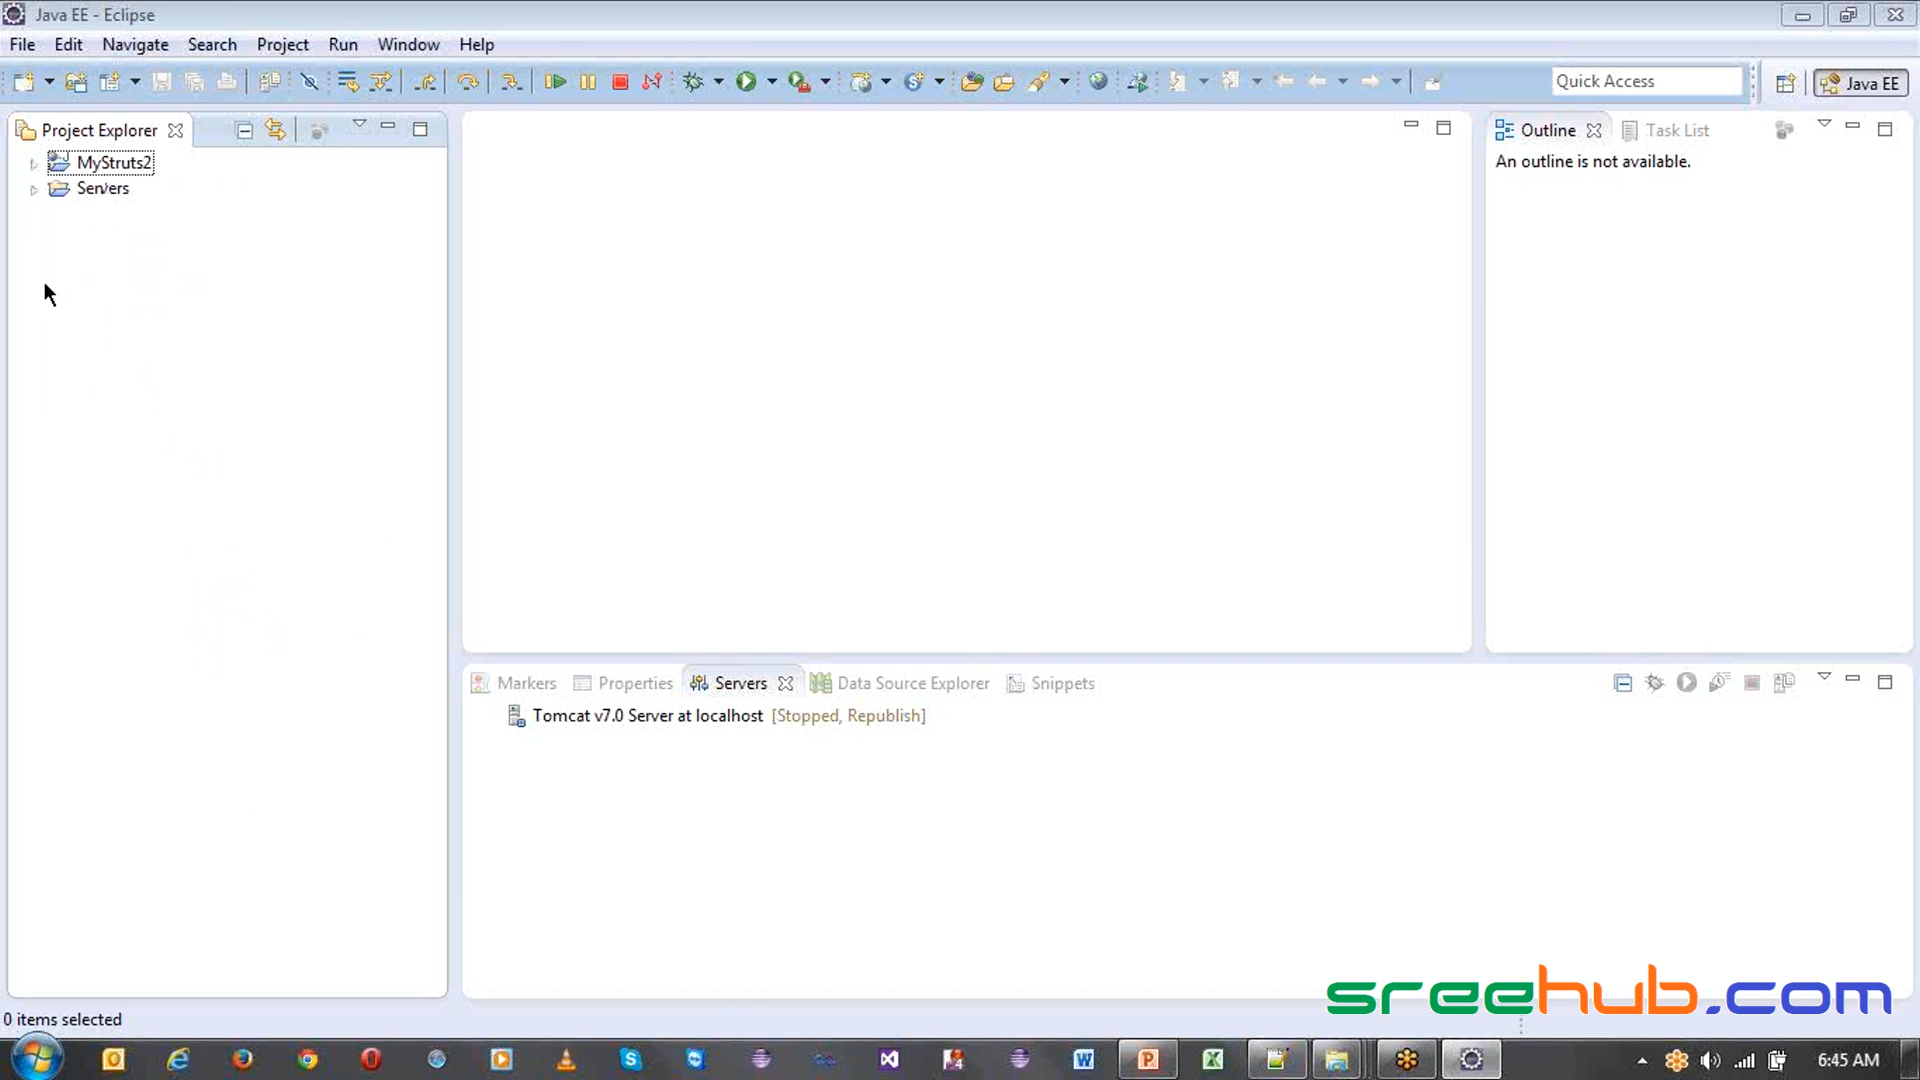 Java EE - Eclipse
File Edit Navigate Search Project Run Window Help
Quick Access
Java EE
Project Explorer
MyStruts2
Servers
Outline Task List
An outline is not available.
Markers Properties Servers Data Source Explorer Snippets
Tomcat v7.0 Server at localhost [Stopped, Republish]
sreehub.com
0 items selected
6:45 AM